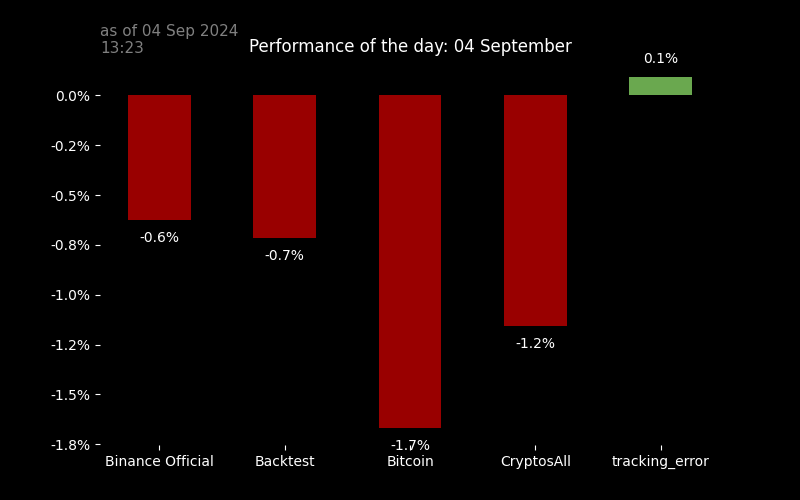 as of 04 Sep 2024
13:23
Performance of the day: 04 September
0.1%
0.0%
-0.2%
-0.5%
-0.8%
-1.0%
-1.2%
-1.5%
-1.8%
-0.6%
-0.7%
-1.7%
-1.2%
Binance Official
Backtest
Bitcoin
CryptosAll
tracking_error